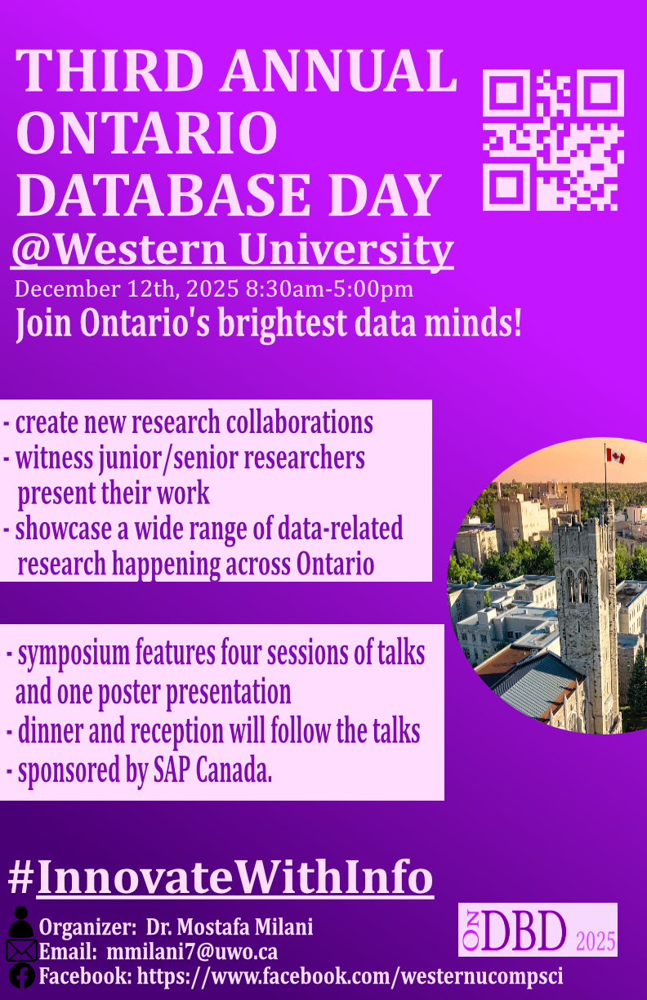 THIRD ANNUAL
ONTARIO
DATABASE DAY
@Western University
December 12th, 2025 8:30am-5:00pm
Join Ontario's brightest data minds!
- create new research collaborations
- witness junior/senior researchers
present their work
- showcase a wide range of data-related
research happening across Ontario
- symposium features four sessions of talks
and one poster presentation
- dinner and reception will follow the talks
- sponsored by SAP Canada.
#InnovateWithInfo
Organizer: Dr. Mostafa Milani
Email: mmilani7@uwo.ca
Facebook: https://www.facebook.com/westernucompsci
ON DBD 2025